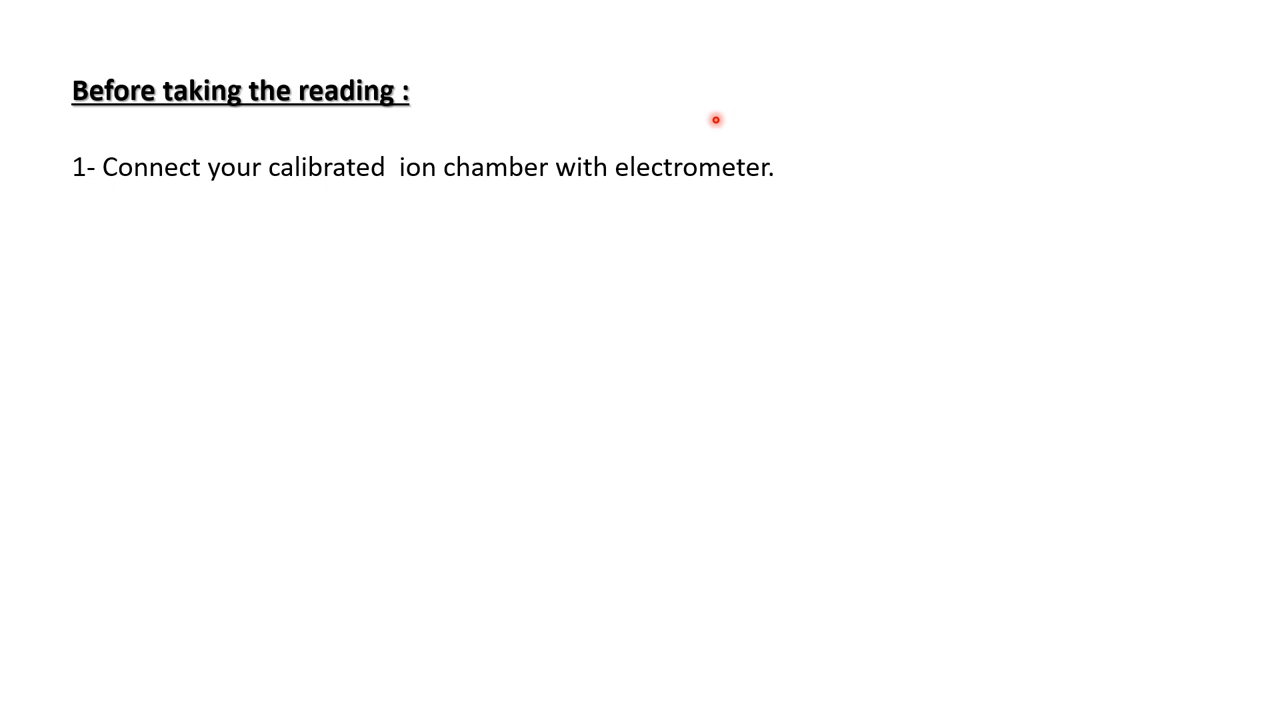 Before taking the reading :
1- Connect your calibrated  ion chamber with electrometer.